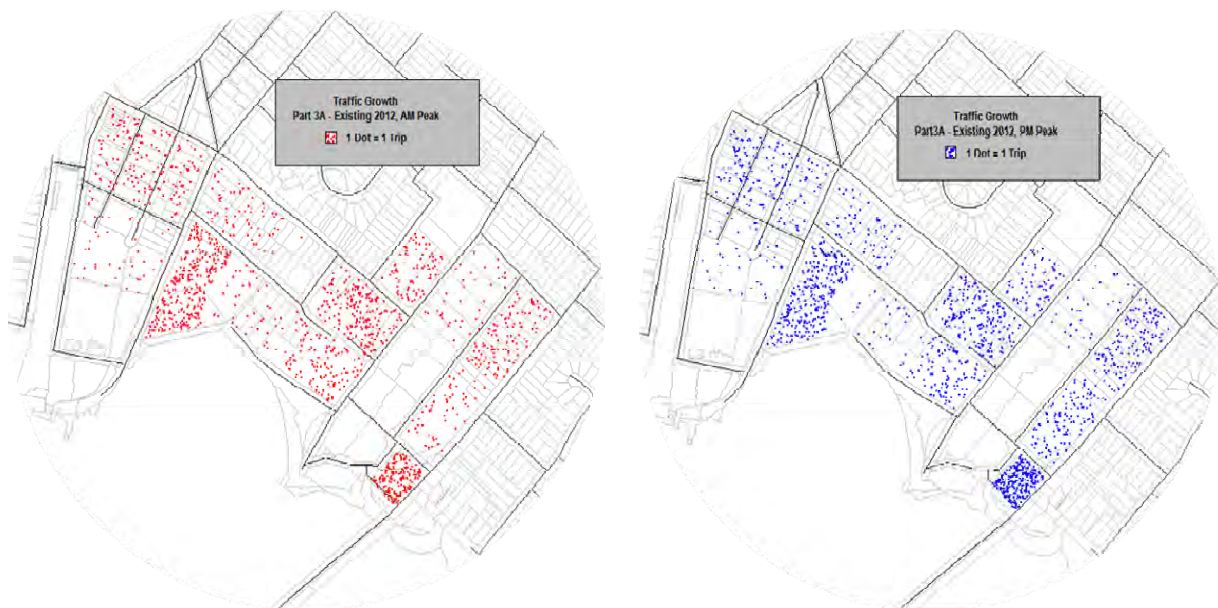 Traffic Growth
Part 3A - Existing 2012, AM Peak
1 Dot = 1 Trip
Traffic Growth
Part3A - Existing 2012, PM Peak
1 Dot = 1 Trip